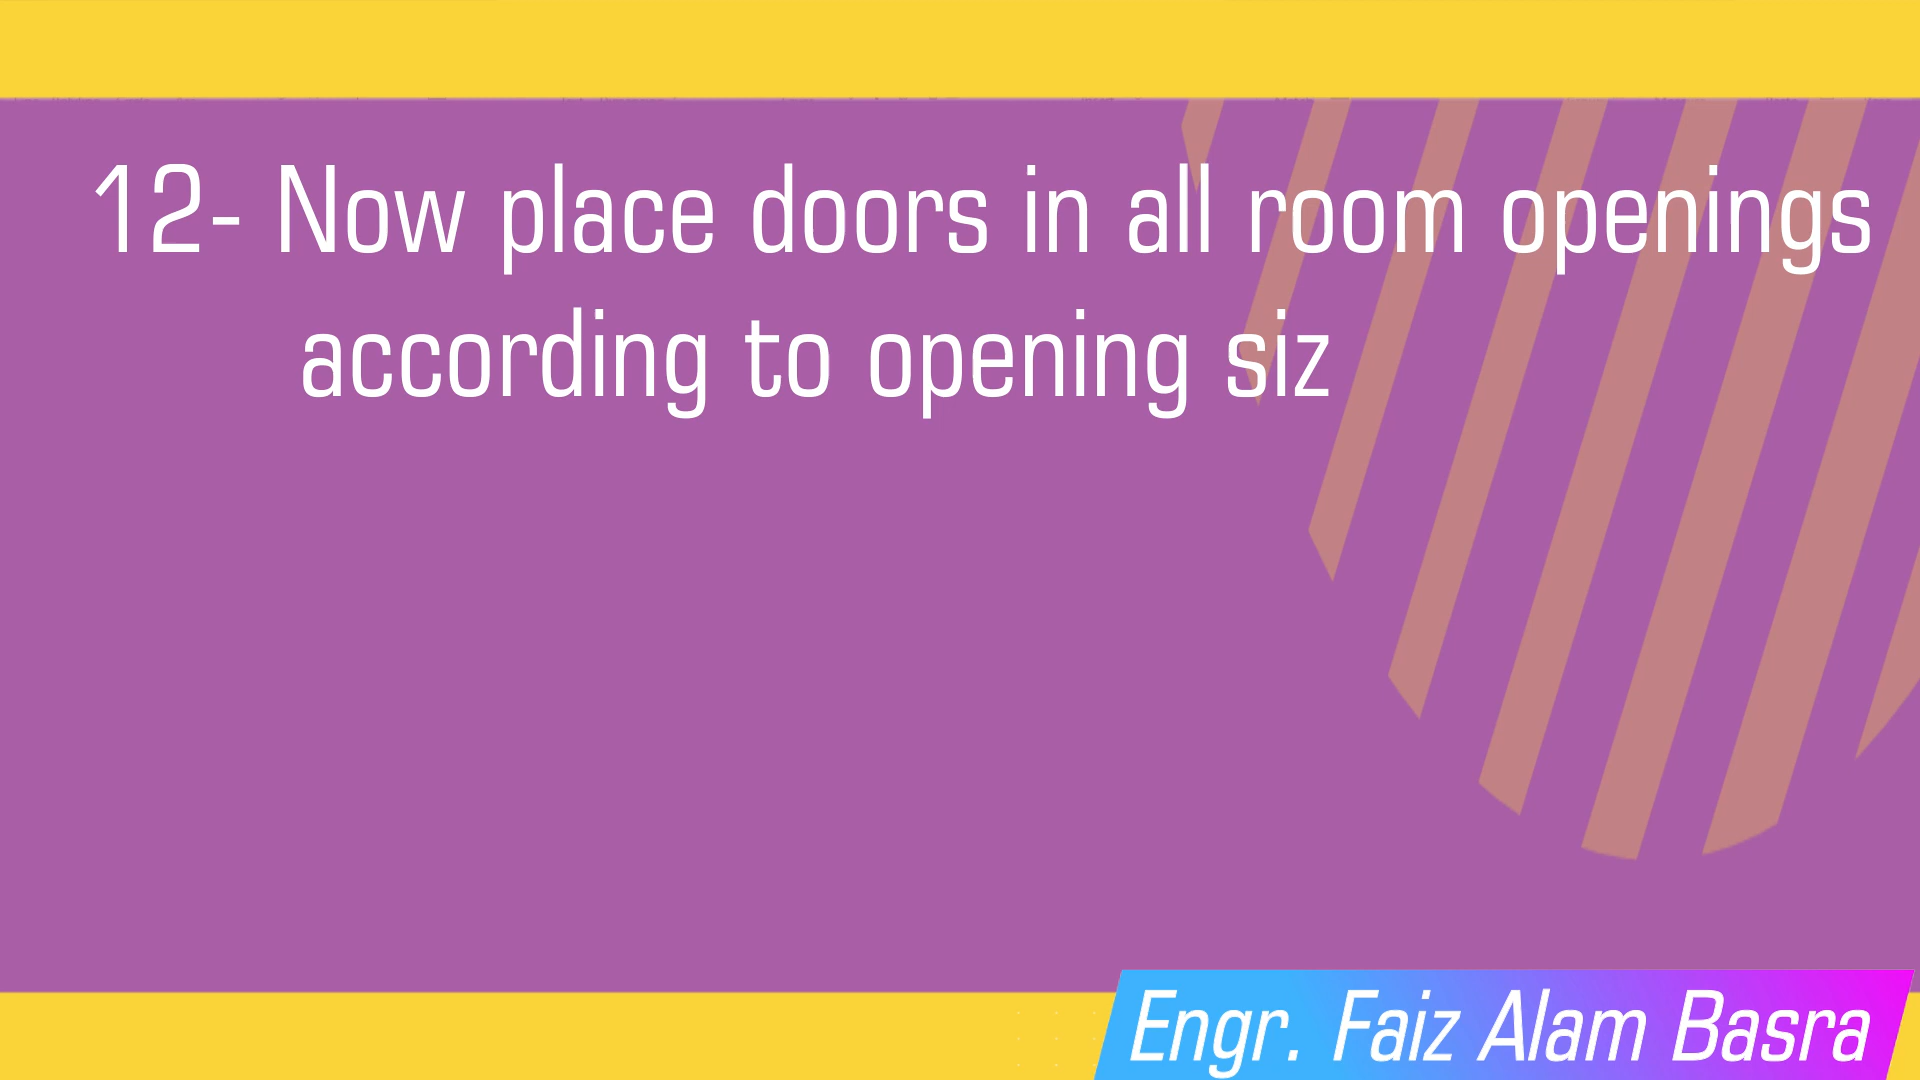 12- Now place doors in all room openings
according to opening siz
Engr. Faiz Alam Basra